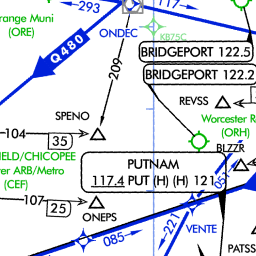 293
117
range Muni
(ORE)
ONDEC
KB75C
Q480
BRIDGEPORT 122.5
BRIDGEPORT 122.2
209
REVSS
SPENO
Worcester R
(ORH)
104
35
BLZZR
IELD/CHICOPEE
er ARB/Metro
(CEF)
PUTNAM
117.4 PUT (H) (H) 121
051
107
25
ONEPS
221
085
VENTE
PATSS